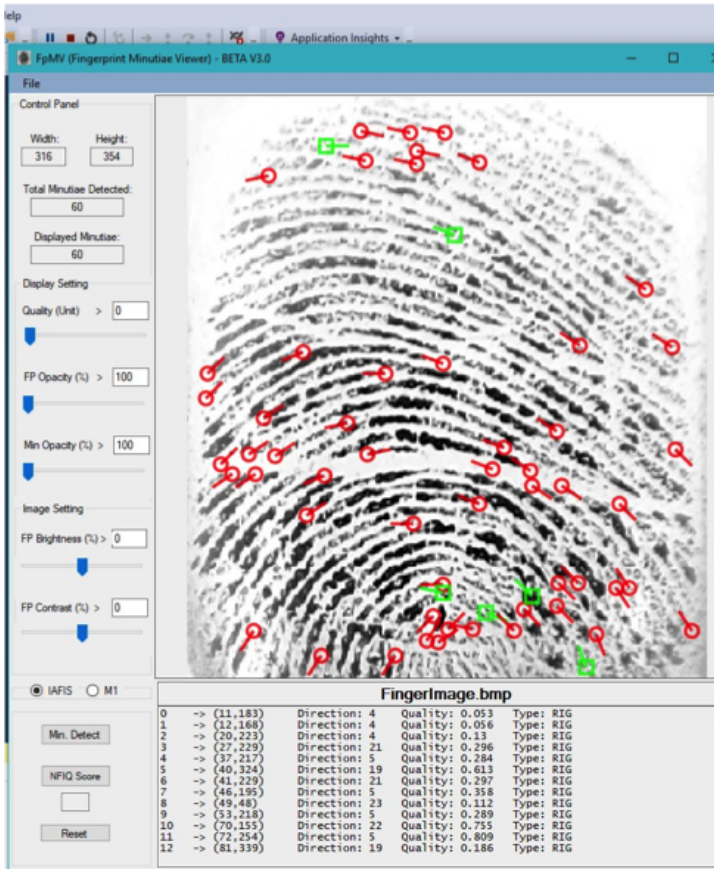 Help
Application Insights
FpMV (Fingerprint Minutiae Viewer) - BETA V3.0
File
Control Panel
Width: Height:
316 354
Total Minutiae Detected:
60
Displayed Minutiae:
60
Display Setting
Quality (Unit) > 0
FP Opacity (%) > 100
Min Opacity (%) > 100
Image Setting
FP Brightness (%) > 0
FP Contrast (%) > 0
IAFIS M1
Min. Detect
NFIQ Score
Reset
FingerImage.bmp
0 -> (11,183) Direction: 4 Quality: 0.053 Type: RIG
1 -> (12,168) Direction: 4 Quality: 0.056 Type: RIG
2 -> (20,223) Direction: 4 Quality: 0.13 Type: RIG
3 -> (27,229) Direction: 21 Quality: 0.296 Type: RIG
4 -> (37,217) Direction: 5 Quality: 0.284 Type: RIG
5 -> (40,324) Direction: 19 Quality: 0.613 Type: RIG
6 -> (41,229) Direction: 21 Quality: 0.297 Type: RIG
7 -> (46,195) Direction: 5 Quality: 0.358 Type: RIG
8 -> (49,48) Direction: 23 Quality: 0.112 Type: RIG
9 -> (53,218) Direction: 5 Quality: 0.289 Type: RIG
10 -> (70,155) Direction: 22 Quality: 0.755 Type: RIG
11 -> (72,254) Direction: 5 Quality: 0.809 Type: RIG
12 -> (81,339) Direction: 19 Quality: 0.186 Type: RIG